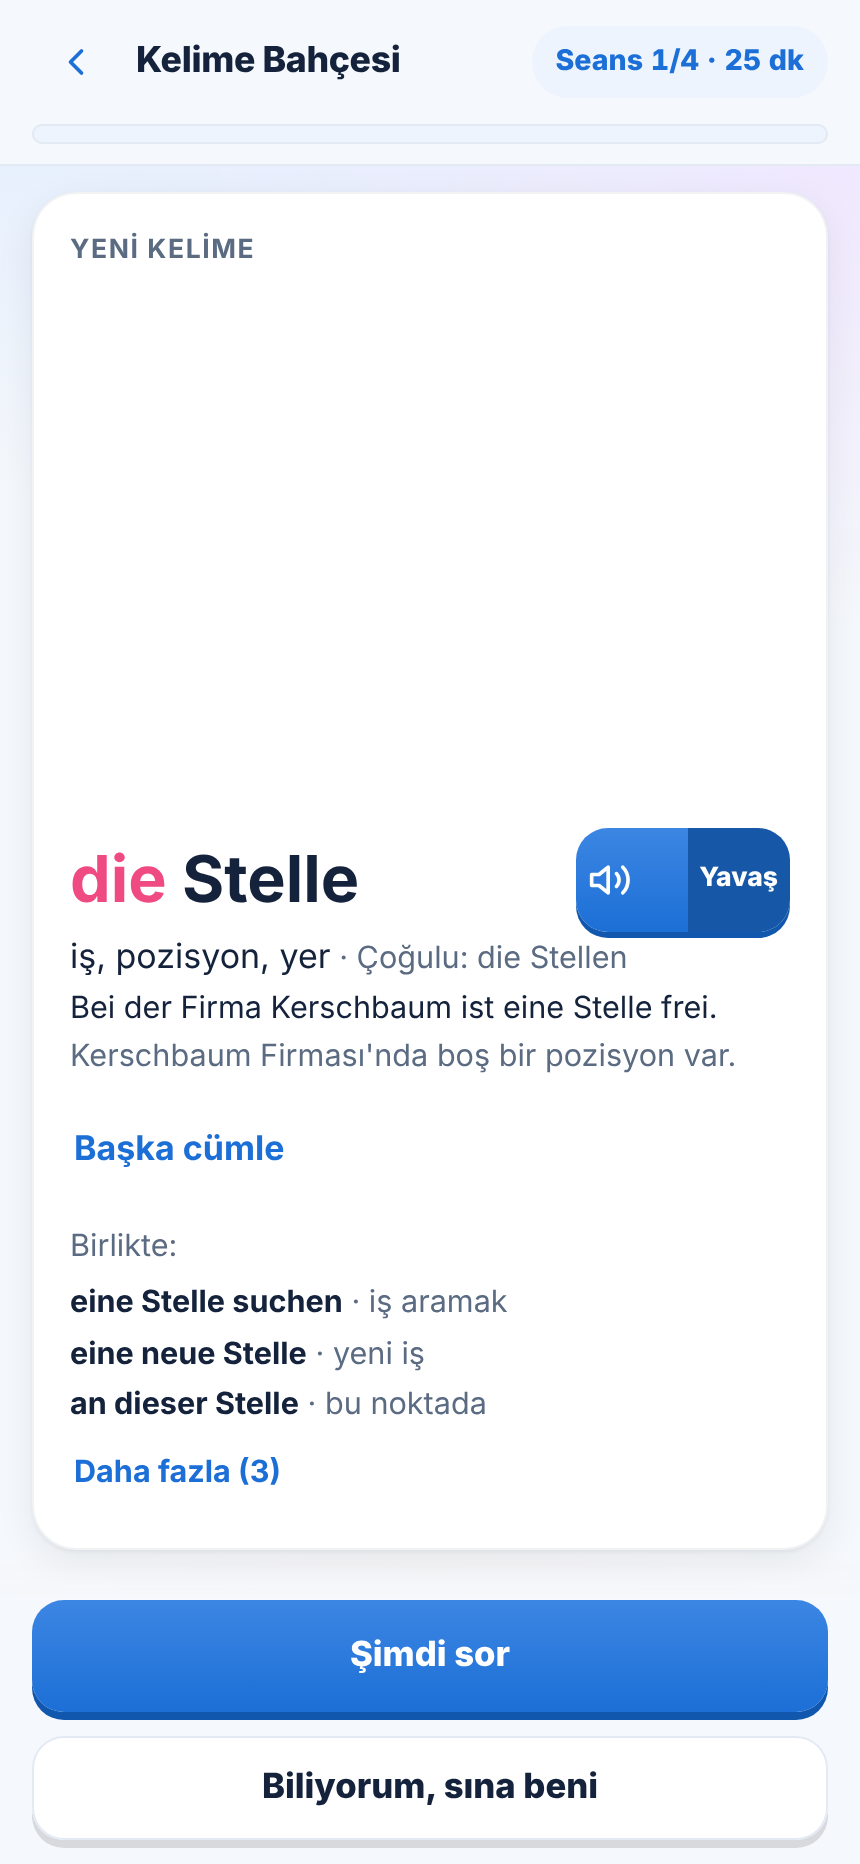 Kelime Bahçesi
Seans 1/4 · 25 dk
YENİ KELİME
die Stelle
Yavaş
iş, pozisyon, yer · Çoğulu: die Stellen
Bei der Firma Kerschbaum ist eine Stelle frei.
Kerschbaum Firması'nda boş bir pozisyon var.
Başka cümle
Birlikte:
eine Stelle suchen · iş aramak
eine neue Stelle · yeni iş
an dieser Stelle · bu noktada
Daha fazla (3)
Şimdi sor
Biliyorum, sına beni